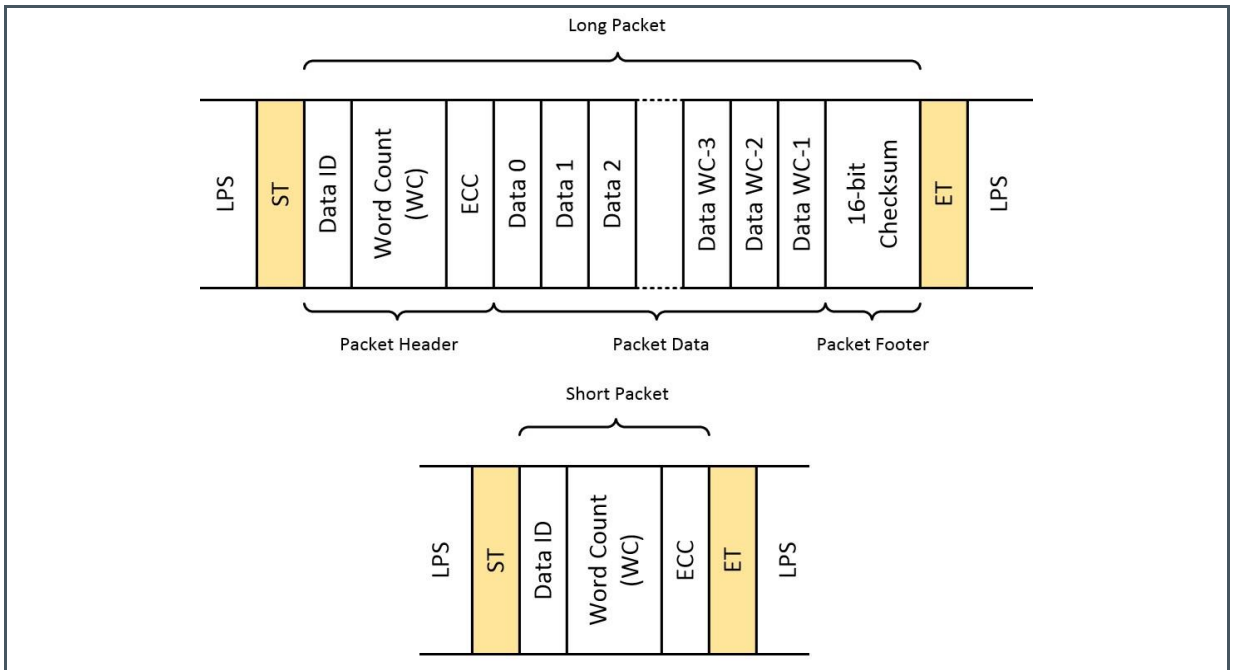 Long Packet
LPS
ST
Data ID
Word Count
(WC)
ECC
Data 0
Data 1
Data 2
Data WC-3
Data WC-2
Data WC-1
16-bit
Checksum
ET
LPS
Packet Header
Packet Data
Packet Footer
Short Packet
LPS
ST
Data ID
Word Count
(WC)
ECC
ET
LPS